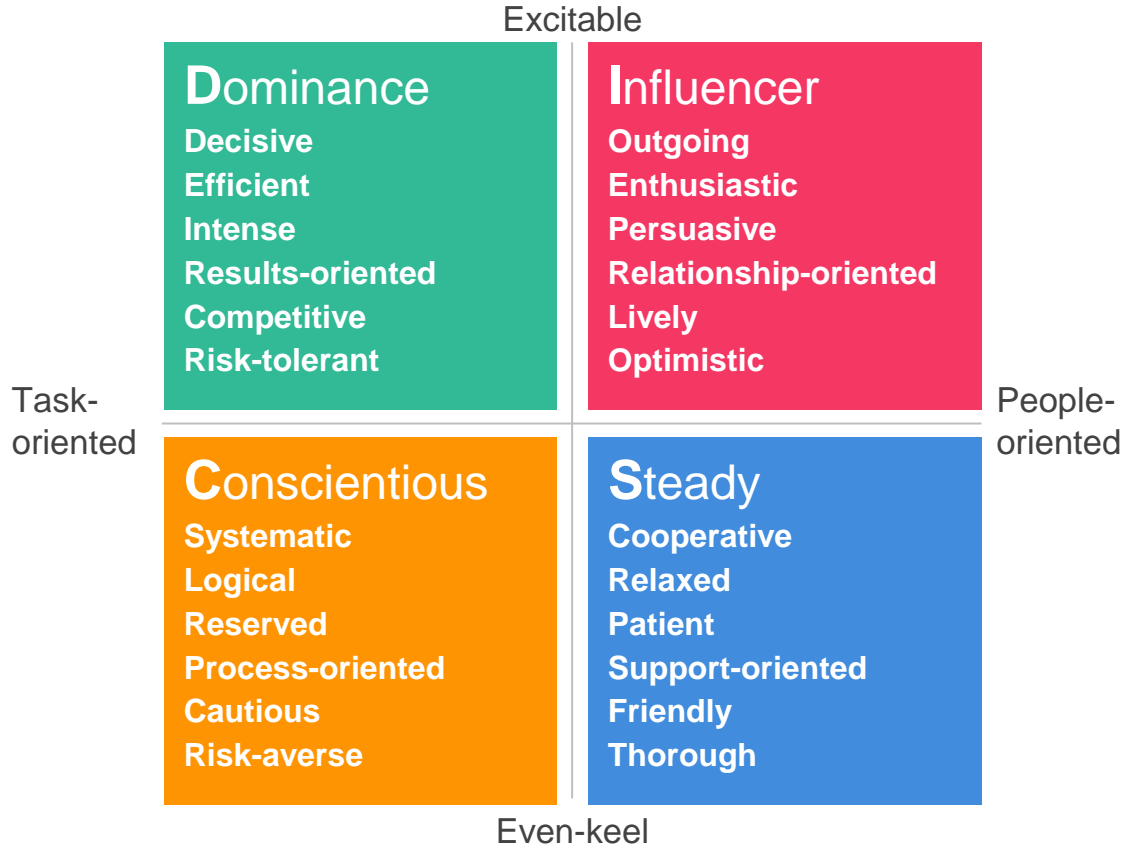 Excitable
Dominance
Decisive
Efficient
Intense
Results-oriented
Competitive
Risk-tolerant
Influencer
Outgoing
Enthusiastic
Persuasive
Relationship-oriented
Lively
Optimistic
Task-
oriented
People-
oriented
Conscientious
Systematic
Logical
Reserved
Process-oriented
Cautious
Risk-averse
Steady
Cooperative
Relaxed
Patient
Support-oriented
Friendly
Thorough
Even-keel